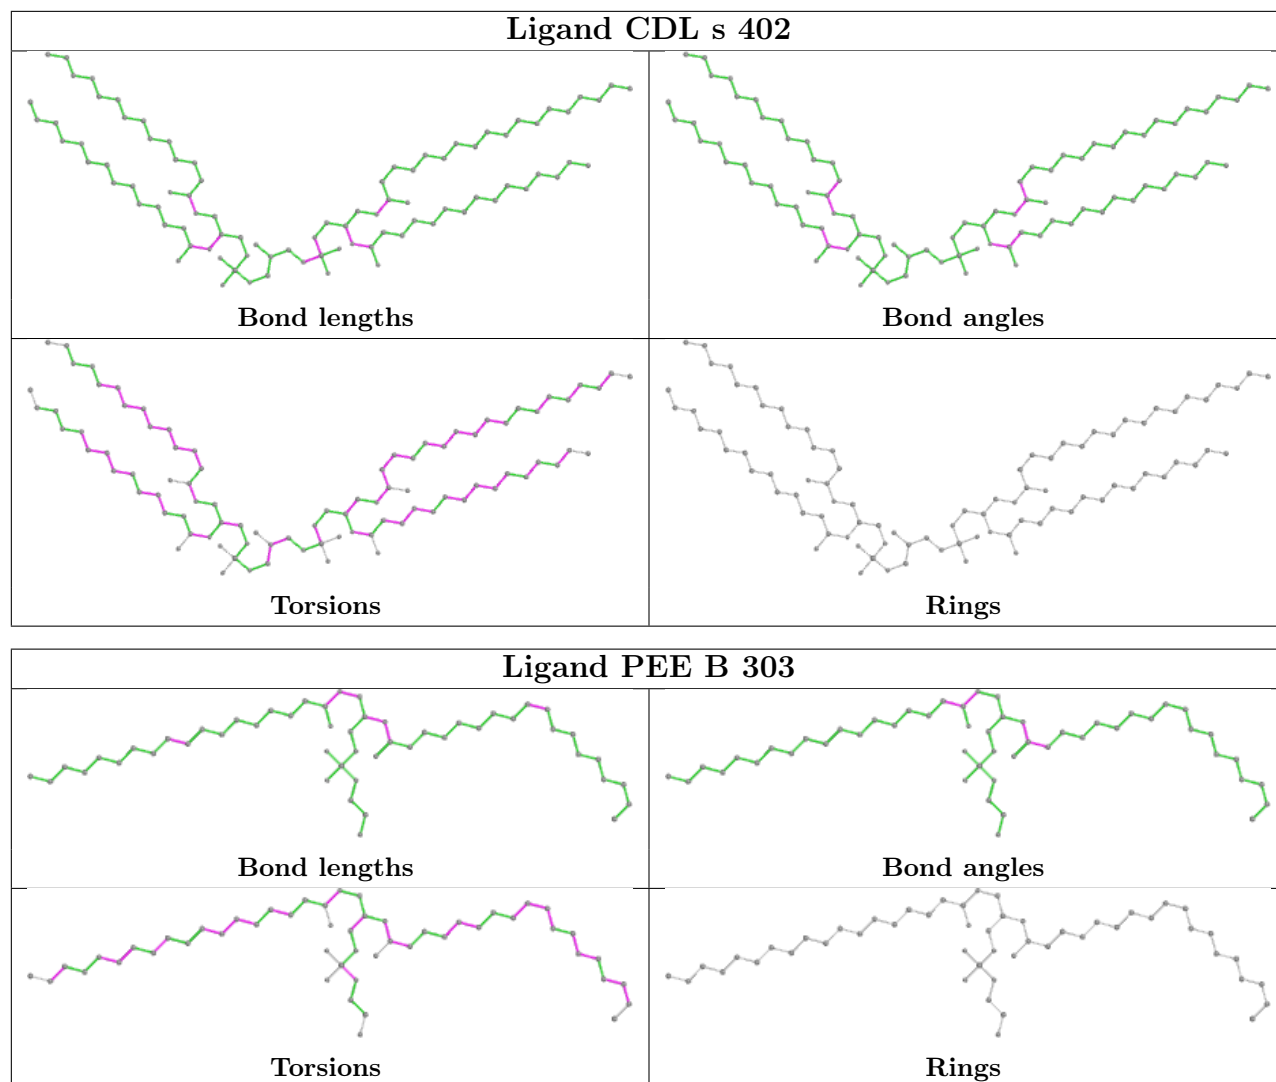 Ligand CDL s 402
Bond lengths
Bond angles
Torsions
Rings
Ligand PEE B 303
Bond lengths
Bond angles
Torsions
Rings